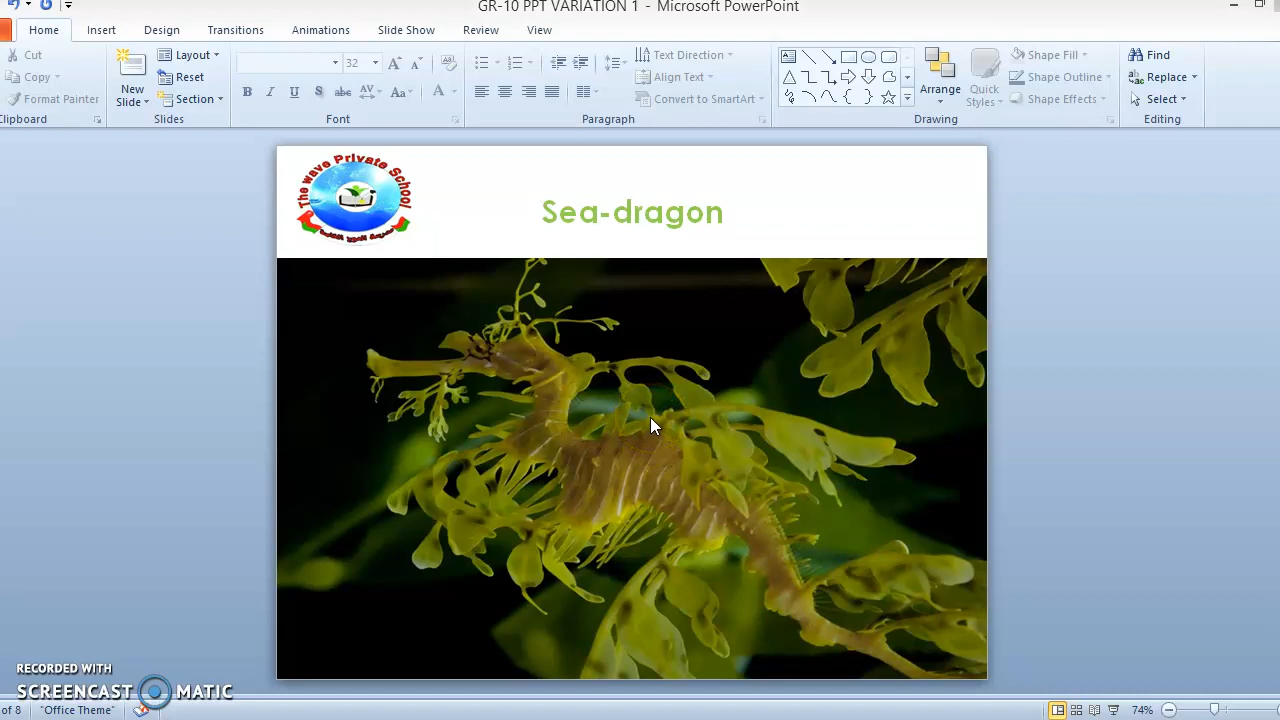 GR-10 PPT VARIATION 1 - Microsoft PowerPoint
Home Insert Design Transitions Animations Slide Show Review View
Cut
Copy
Format Painter
Clipboard
New Slide
Layout
Reset
Section
Slides
32
B I U S abc AV Aa A
Font
Text Direction
Align Text
Convert to SmartArt
Paragraph
Arrange
Quick Styles
Shape Fill
Shape Outline
Shape Effects
Drawing
Find
Replace
Select
Editing
The wave Private School
Sea-dragon
RECORDED WITH
SCREENCAST MATIC
of 8 "Office Theme" 74%